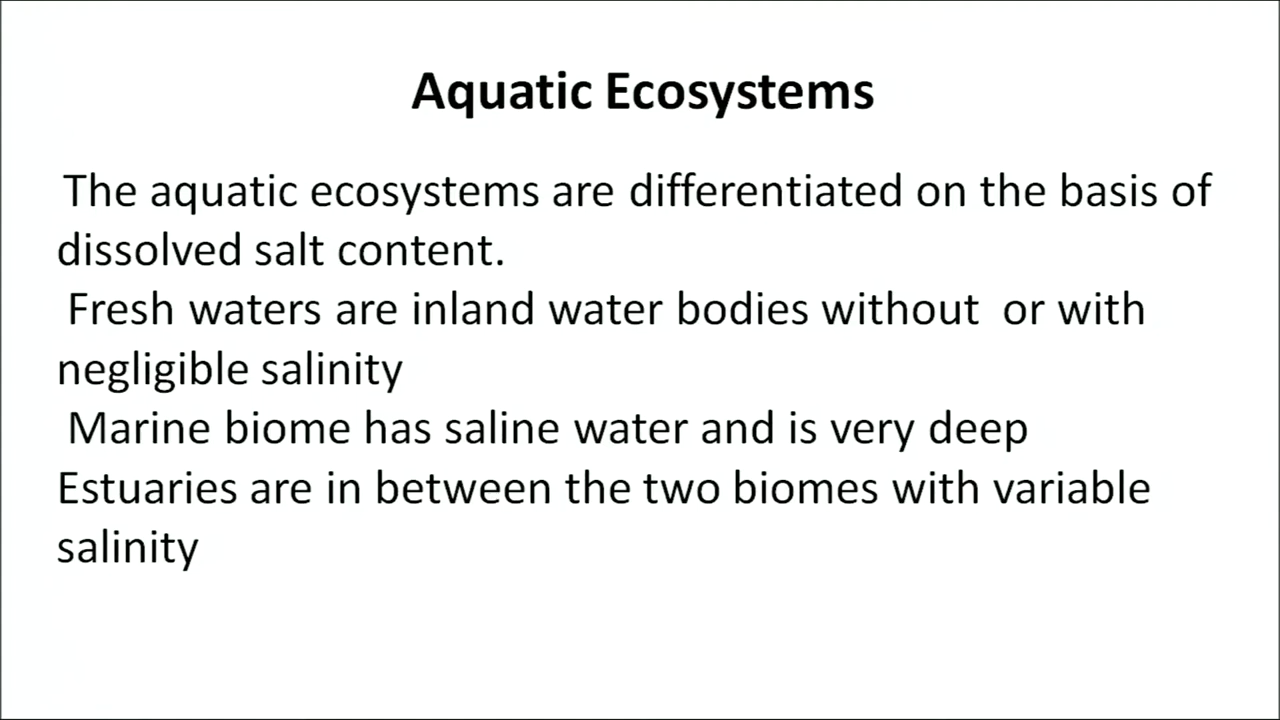 Aquatic Ecosystems
The aquatic ecosystems are differentiated on the basis of
dissolved salt content.
Fresh waters are inland water bodies without  or with
negligible salinity
Marine biome has saline water and is very deep
Estuaries are in between the two biomes with variable
salinity